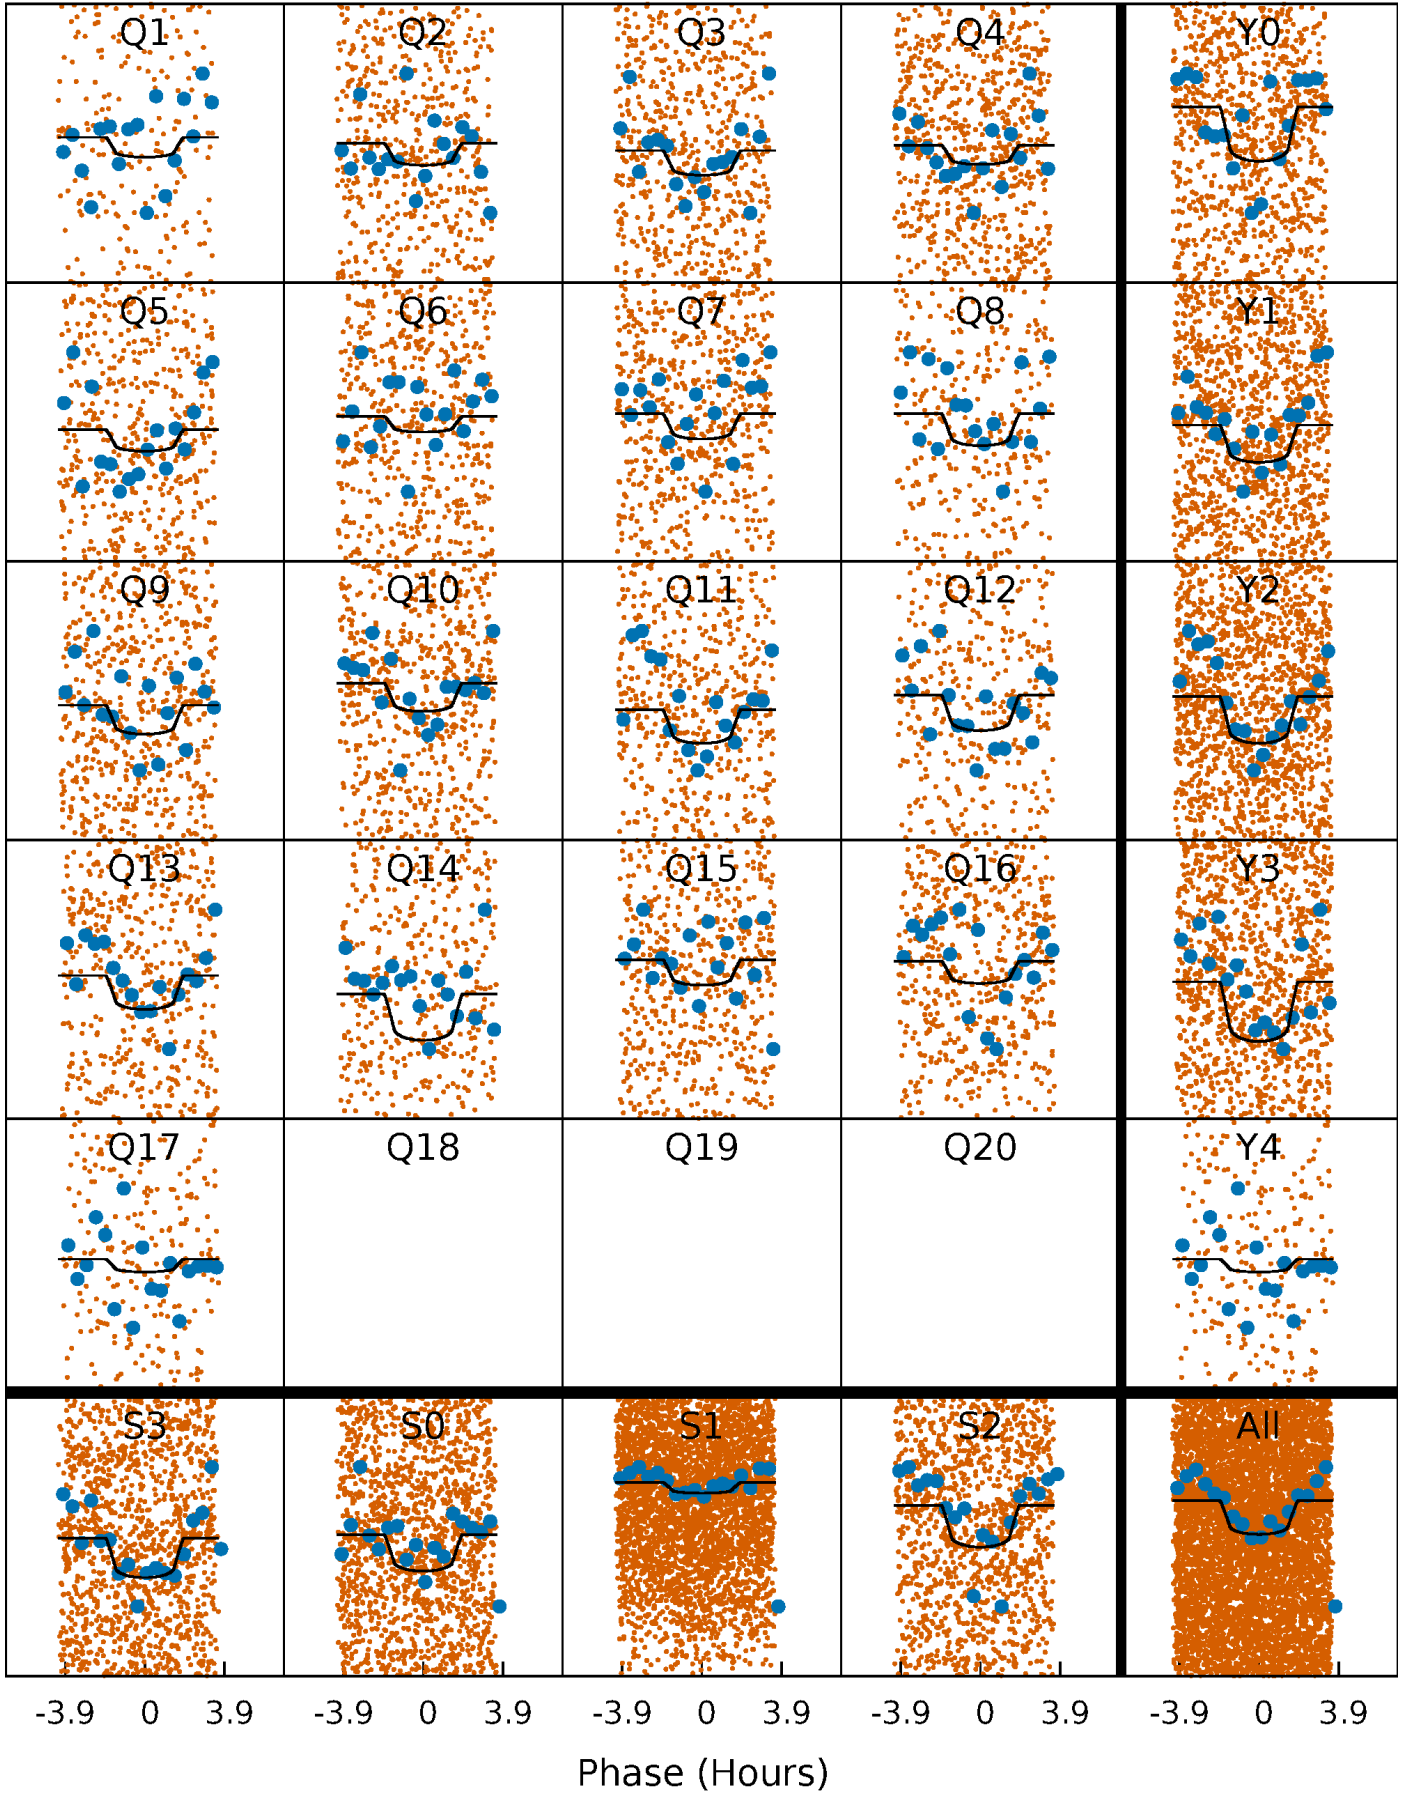 Q1 Q2 Q3 Q4 Y0
Q5 Q6 Q7 Q8 Y1
Q9 Q10 Q11 Q12 Y2
Q13 Q14 Q15 Q16 Y3
Q17 Q18 Q19 Q20 Y4
S3 S0 S1 S2 All
-3.9 0 3.9 -3.9 0 3.9 -3.9 0 3.9 -3.9 0 3.9 -3.9 0 3.9
Phase (Hours)